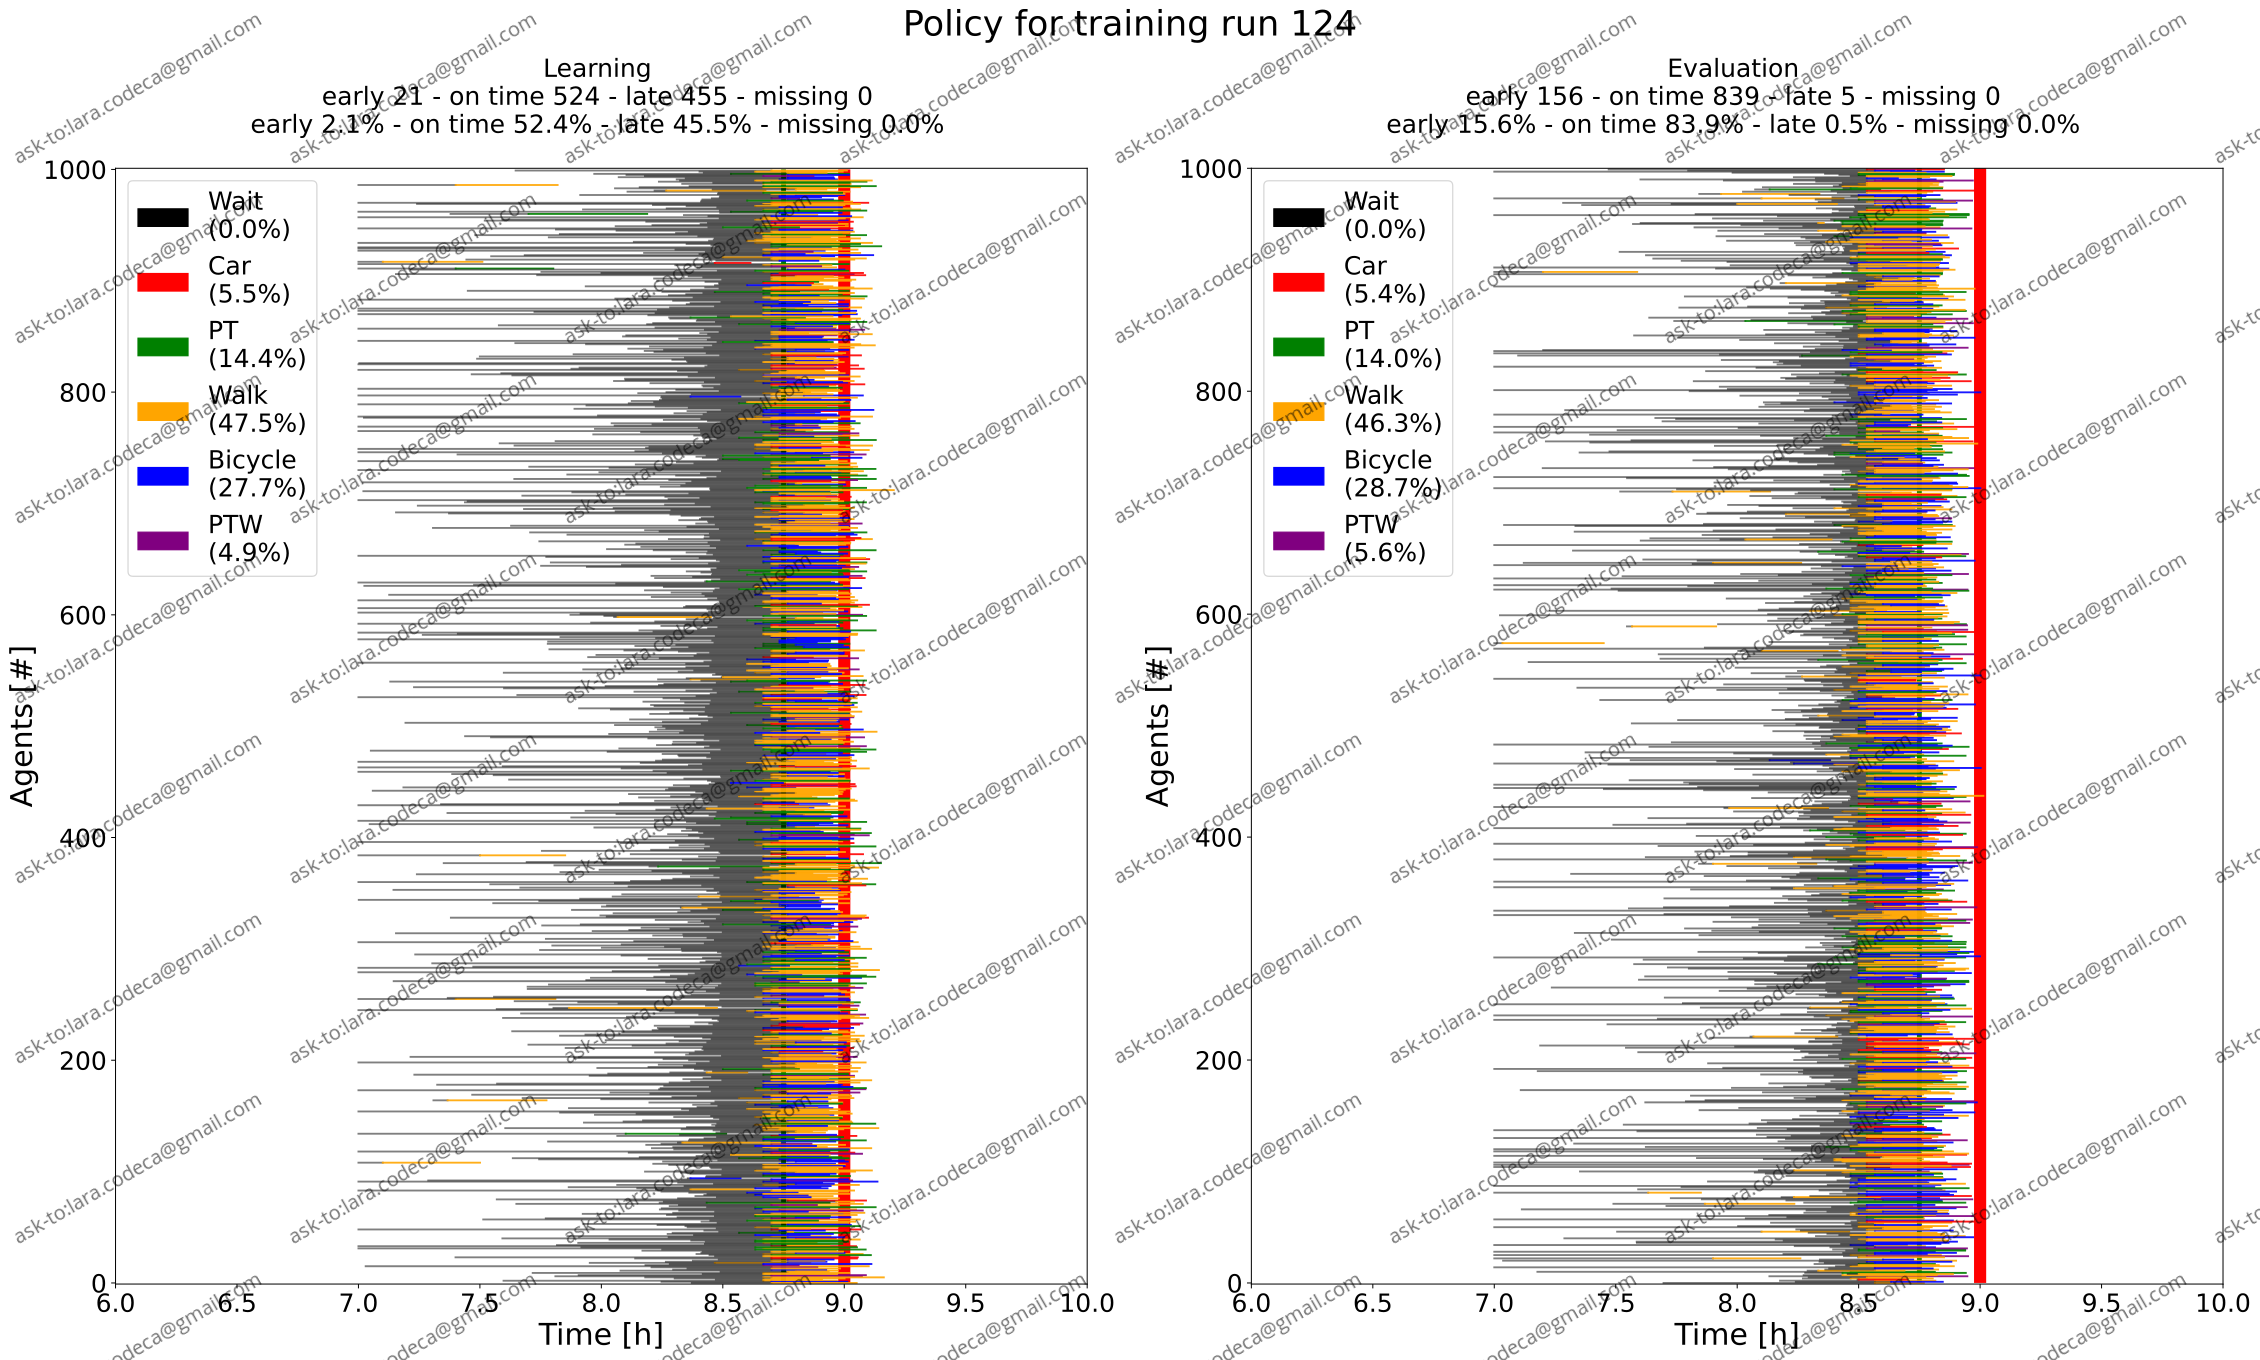 Policy for training run 124
Learning
early 21 - on time 524 - late 455 - missing 0
early 2.1% - on time 52.4% - late 45.5% - missing 0.0%
1000
800
600
400
200
0
Agents [#]
Wait
(0.0%)
Car
(5.5%)
PT
(14.4%)
Walk
(47.5%)
Bicycle
(27.7%)
PTW
(4.9%)
6.0 6.5 7.0 7.5 8.0 8.5 9.0 9.5 10.0
Time [h]
Evaluation
early 156 - on time 839 - late 5 - missing 0
early 15.6% - on time 83.9% - late 0.5% - missing 0.0%
1000
800
600
400
200
0
Agents [#]
Wait
(0.0%)
Car
(5.4%)
PT
(14.0%)
Walk
(46.3%)
Bicycle
(28.7%)
PTW
(5.6%)
6.0 6.5 7.0 7.5 8.0 8.5 9.0 9.5 10.0
Time [h]
ask-to:lara.codeca@gmail.com